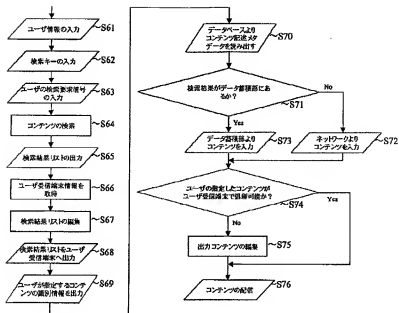 ユーザ情報の入力
S61
検索キーの入力
S62
ユーザの検索要求信号
の入力
S63
コンテンツの検索
S64
検索結果リストの出力
S65
ユーザ受信端末情報を
取得
S66
検索結果リストの編集
S67
検索結果リストをユーザ
受信端末へ出力
S68
ユーザが指定するコンテ
ンツの識別情報を出力
S69
データベースより
コンテンツ記述メタ
データを読み出す
S70
検索結果がデータ蓄積部に
あるか?
S71
No
Yes
データ蓄積部より
コンテンツを入力
S73
ネットワークより
コンテンツを入力
S72
ユーザの指定したコンテンツが
ユーザ受信端末で
S74
Yes
No
出力コンテンツの編集
S75
コンテンツの配信
S76